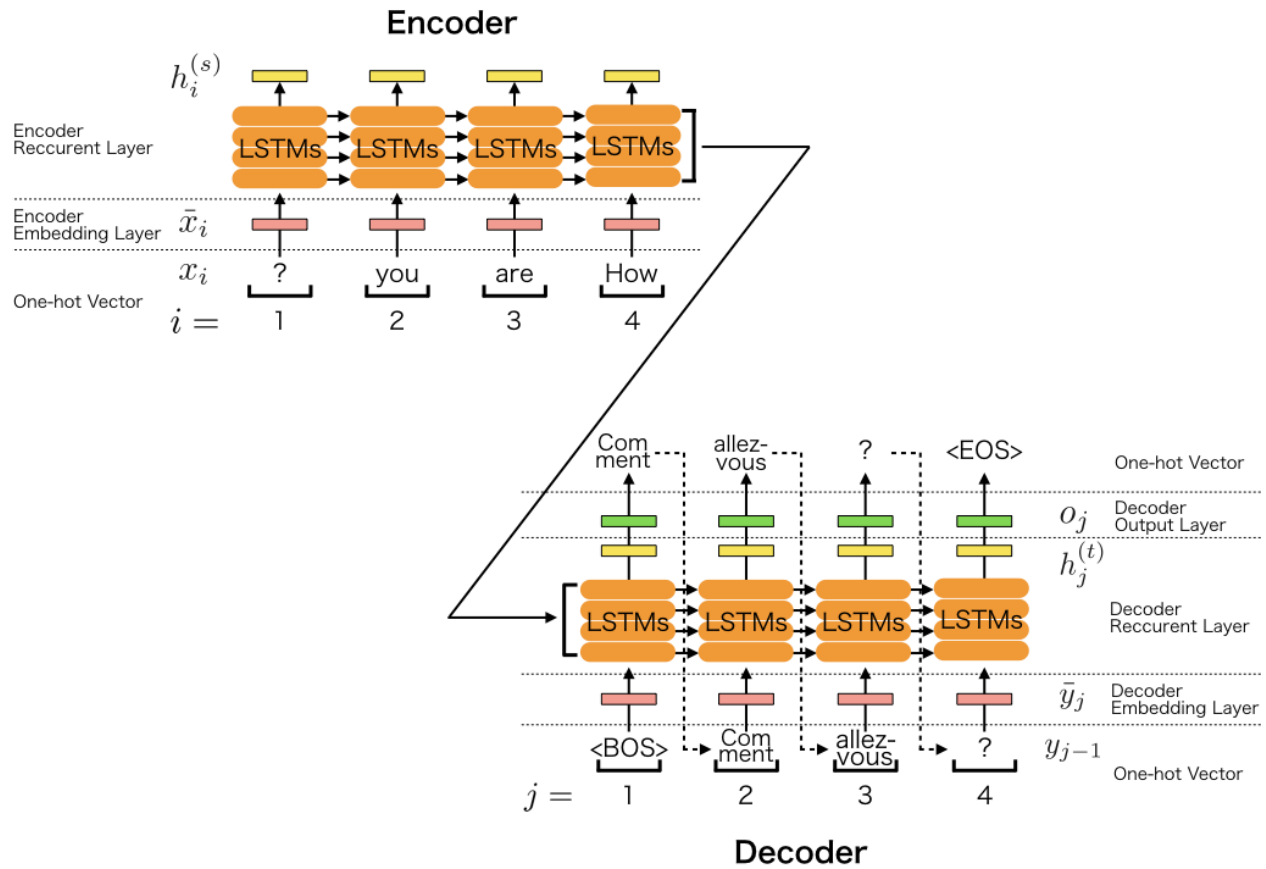 Encoder
h_i^{(s)}
Encoder
Reccurent Layer
LSTMs LSTMs LSTMs LSTMs
Encoder
Embedding Layer
x̄_i
x_i ? you are How
One-hot Vector
i = 1 2 3 4
Com
ment
allez-
vous
? <EOS>
One-hot Vector
o_j
Decoder
Output Layer
h_j^{(t)}
LSTMs LSTMs LSTMs LSTMs
Decoder
Reccurent Layer
ȳ_j
Decoder
Embedding Layer
<BOS>
Com
ment
allez-
vous
?
y_{j-1}
One-hot Vector
j = 1 2 3 4
Decoder